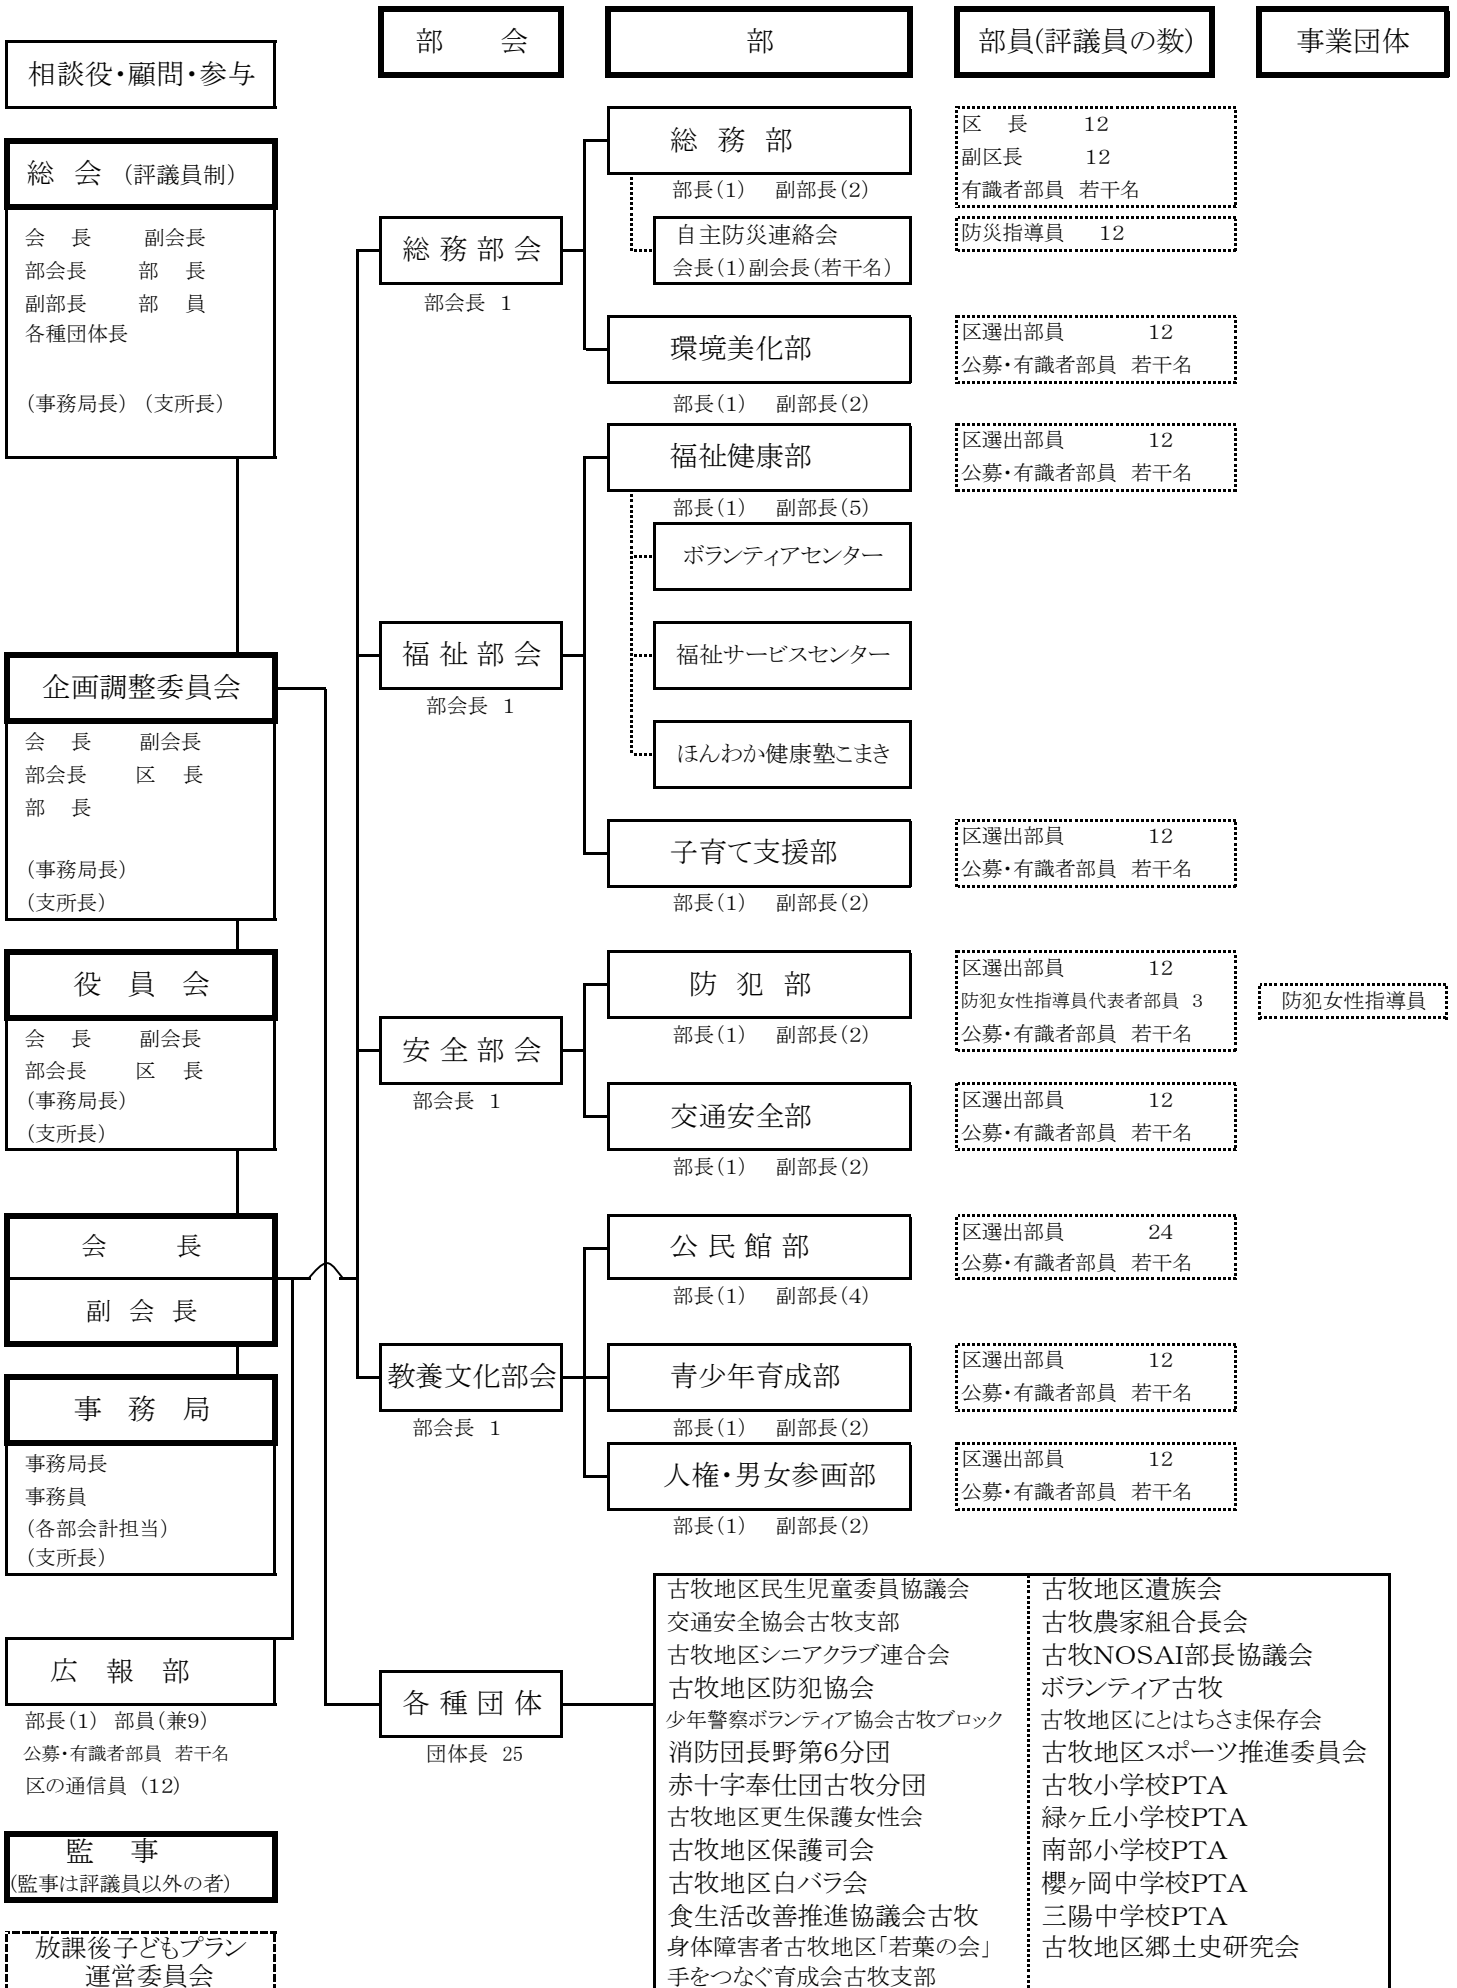 部 会
部
部員(評議員の数)
事業団体
相談役・顧問・参与
総 会 (評議員制)
会 長 副会長
部会長 部 長
副部長 部 員
各種団体長
(事務局長) (支所長)
企画調整委員会
会 長 副会長
部会長 区 長
部 長
(事務局長)
(支所長)
役 員 会
会 長 副会長
部会長 区 長
(事務局長)
(支所長)
会 長
副 会 長
事 務 局
事務局長
事務員
(各部会計担当)
(支所長)
広 報 部
部長(1) 部員(兼9)
公募・有識者部員 若干名
区の通信員 (12)
監 事
(監事は評議員以外の者)
放課後子どもプラン
運営委員会
総 務 部 会
部会長 1
総 務 部
部長(1) 副部長(2)
区 長 12
副区長 12
有識者部員 若干名
自主防災連絡会
会長(1)副会長(若干名)
防災指導員 12
環境美化部
部長(1) 副部長(2)
区選出部員 12
公募・有識者部員 若干名
福 祉 部 会
部会長 1
福祉健康部
部長(1) 副部長(5)
区選出部員 12
公募・有識者部員 若干名
ボランティアセンター
福祉サービスセンター
ほんわか健康塾こまき
子育て支援部
部長(1) 副部長(2)
区選出部員 12
公募・有識者部員 若干名
安 全 部 会
部会長 1
防 犯 部
部長(1) 副部長(2)
区選出部員 12
防犯女性指導員代表者部員 3
公募・有識者部員 若干名
防犯女性指導員
交通安全部
部長(1) 副部長(2)
区選出部員 12
公募・有識者部員 若干名
教養文化部会
部会長 1
公 民 館 部
部長(1) 副部長(4)
区選出部員 24
公募・有識者部員 若干名
青少年育成部
部長(1) 副部長(2)
区選出部員 12
公募・有識者部員 若干名
人権・男女参画部
部長(1) 副部長(2)
区選出部員 12
公募・有識者部員 若干名
各 種 団 体
団体長 25
古牧地区民生児童委員協議会
交通安全協会古牧支部
古牧地区シニアクラブ連合会
古牧地区防犯協会
少年警察ボランティア協会古牧ブロック
消防団長野第6分団
赤十字奉仕団古牧分団
古牧地区更生保護女性会
古牧地区保護司会
古牧地区白バラ会
食生活改善推進協議会古牧
身体障害者古牧地区「若葉の会」
手をつなぐ育成会古牧支部
古牧地区遺族会
古牧農家組合長会
古牧NOSAI部長協議会
ボランティア古牧
古牧地区にとはちさま保存会
古牧地区スポーツ推進委員会
古牧小学校PTA
緑ヶ丘小学校PTA
南部小学校PTA
櫻ヶ岡中学校PTA
三陽中学校PTA
古牧地区郷土史研究会